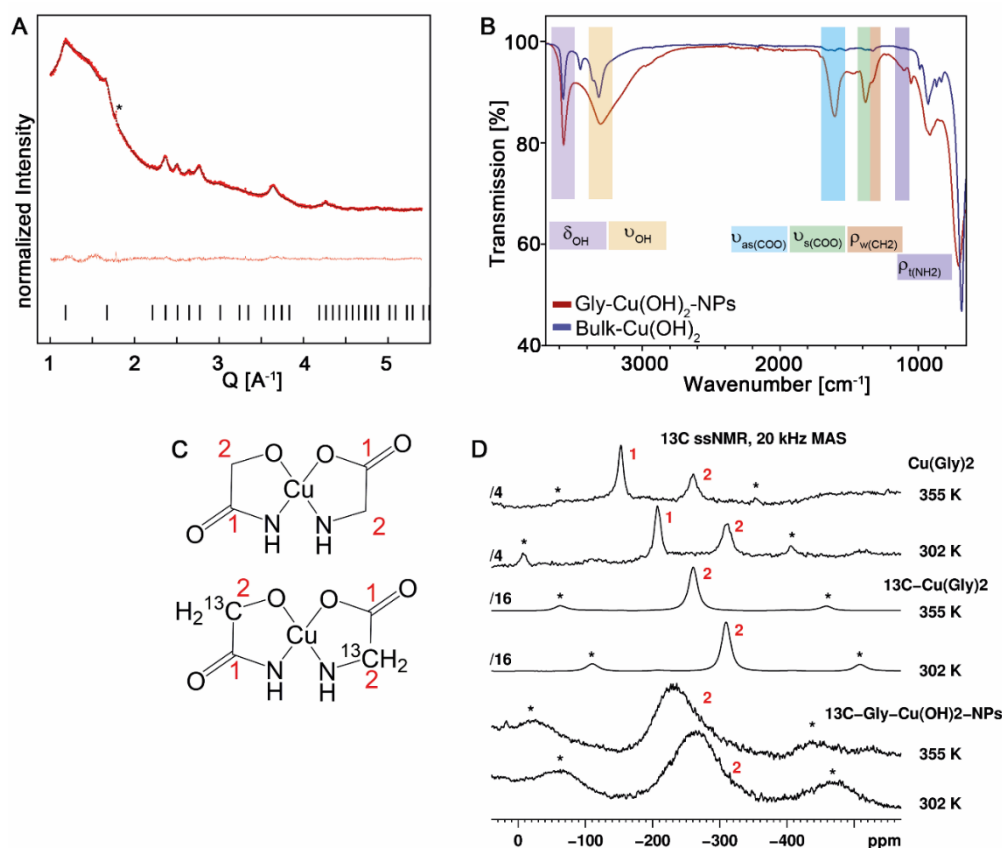 A
normalized Intensity
*
1 2 3 4 5
Q [A⁻¹]
B
Transmission [%]
100
80
60
40
δOH
υOH
υas(COO)
υs(COO)
ρw(CH2)
ρt(NH2)
Gly-Cu(OH)₂-NPs
Bulk-Cu(OH)₂
3000 2000 1000
Wavenumber [cm⁻¹]
C
2 O O 1 O
Cu
O 1 N N 2
H H
H₂¹³C 2 O O 1 O
Cu
O 1 N N ¹³CH₂ 2
H H
D
13C ssNMR, 20 kHz MAS
/4 * 1 2 * Cu(Gly)2
355 K
/4 * 1 2 * 302 K
/16 * 2 * 13C–Cu(Gly)2
355 K
/16 * 2 * 302 K
* 2 * 13C–Gly–Cu(OH)2–NPs
355 K
* 2 * 302 K
0 −100 −200 −300 −400 ppm